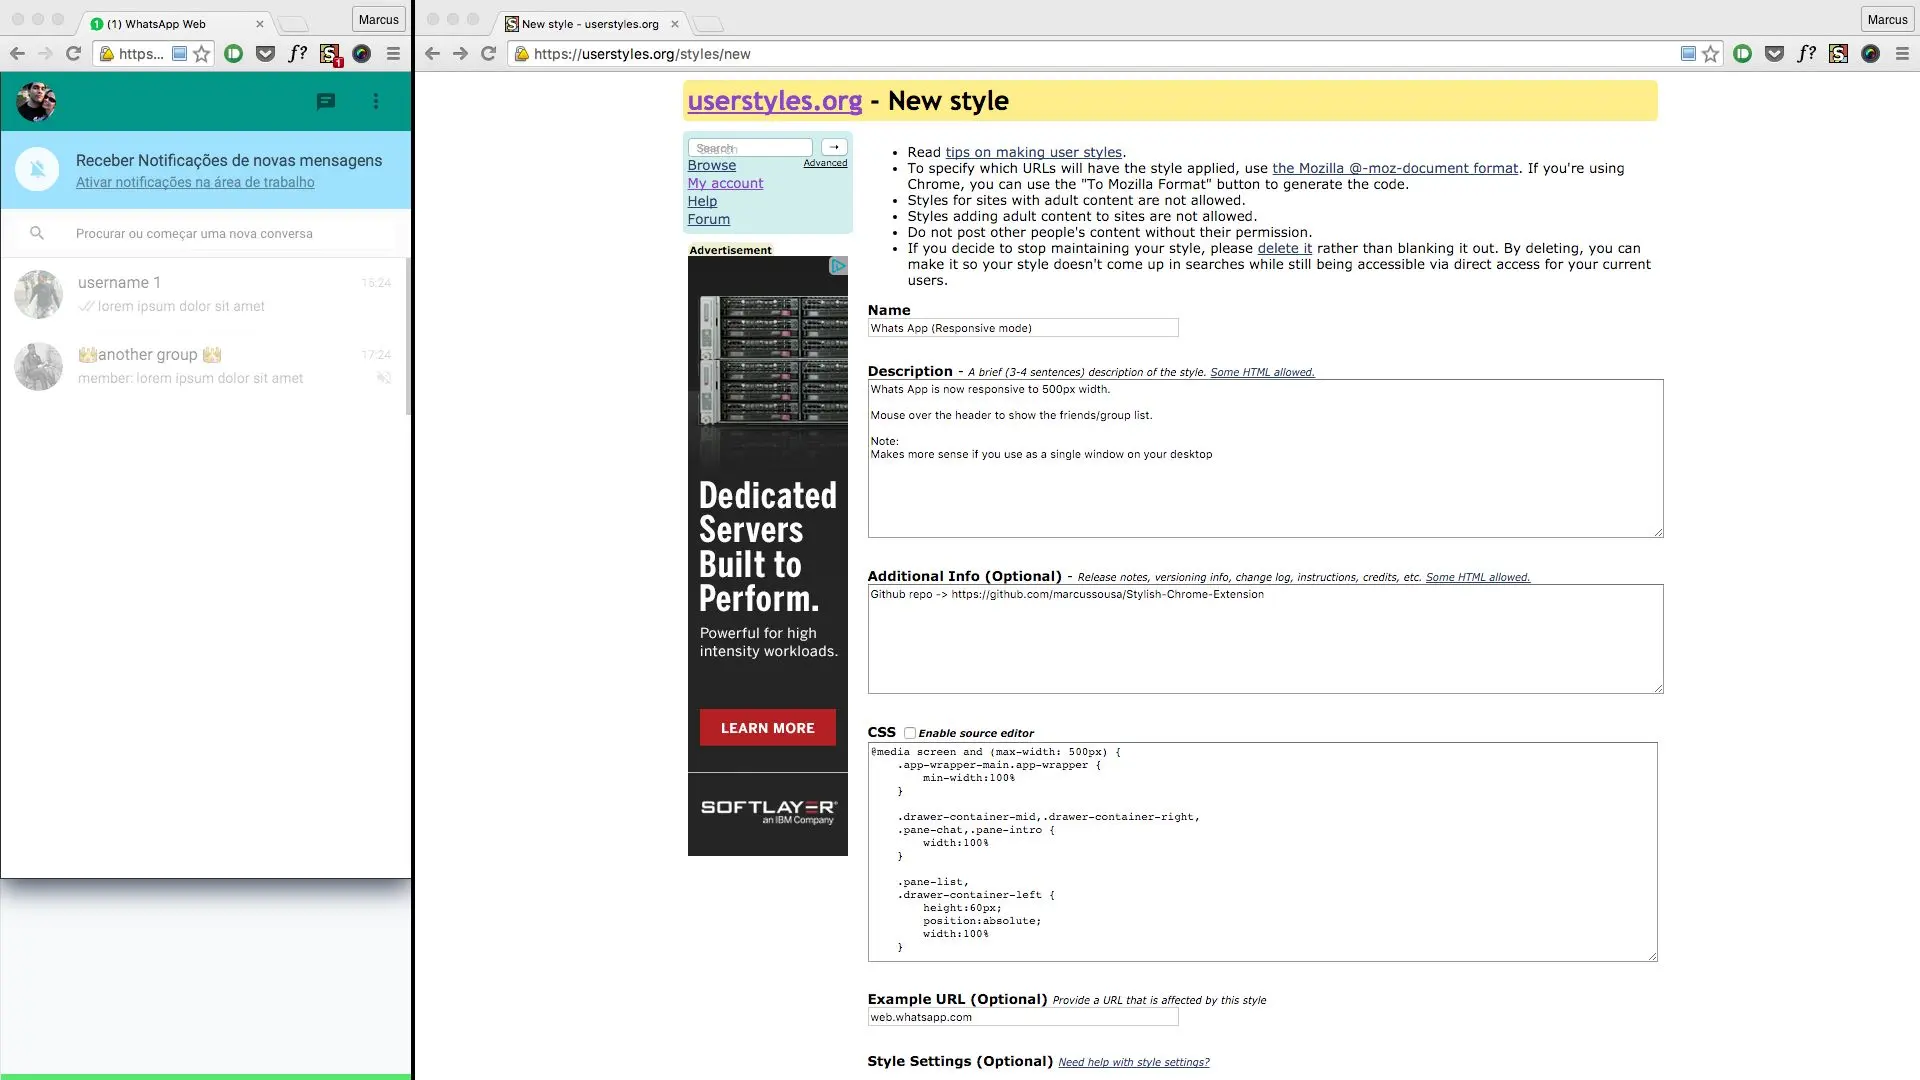 (1) WhatsApp Web
Marcus
https...
1
Receber Notificações de novas mensagens
Ativar notificações na área de trabalho
Procurar ou começar uma nova conversa
username 1
15:24
lorem ipsum dolor sit amet
another group
17:24
member: lorem ipsum dolor sit amet
New style - userstyles.org
Marcus
https://userstyles.org/styles/new
f?
f?
userstyles.org - New style
Search
Advanced
Browse
My account
Help
Forum
Advertisement
Dedicated
Servers
Built to
Perform.
Powerful for high
intensity workloads.
LEARN MORE
SOFTLAYER
an IBM Company
Read tips on making user styles.
To specify which URLs will have the style applied, use the Mozilla @-moz-document format. If you're using
Chrome, you can use the "To Mozilla Format" button to generate the code.
Styles for sites with adult content are not allowed.
Styles adding adult content to sites are not allowed.
Do not post other people's content without their permission.
If you decide to stop maintaining your style, please delete it rather than blanking it out. By deleting, you can
make it so your style doesn't come up in searches while still being accessible via direct access for your current
users.
Name
Whats App (Responsive mode)
Description - A brief (3-4 sentences) description of the style. Some HTML allowed.
Whats App is now responsive to 500px width.
Mouse over the header to show the friends/group list.
Note:
Makes more sense if you use as a single window on your desktop
Additional Info (Optional) - Release notes, versioning info, change log, instructions, credits, etc. Some HTML allowed.
Github repo -> https://github.com/marcussousa/Stylish-Chrome-Extension
CSS Enable source editor
@media screen and (max-width: 500px) {
.app-wrapper-main.app-wrapper {
min-width:100%
}
.drawer-container-mid,.drawer-container-right,
.pane-chat,.pane-intro {
width:100%
}
.pane-list,
.drawer-container-left {
height:60px;
position:absolute;
width:100%
}
Example URL (Optional) Provide a URL that is affected by this style
web.whatsapp.com
Style Settings (Optional) Need help with style settings?